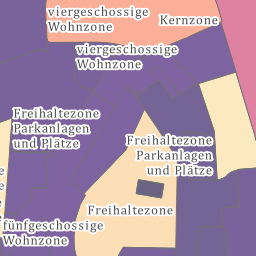 viergeschossige
Wohnzone
Kernzone
viergeschossige
Wohnzone
Freihaltezone
Parkanlagen
und Plätze
Freihaltezone
Parkanlagen
und Plätze
Freihaltezone
fünfgeschossige
Wohnzone